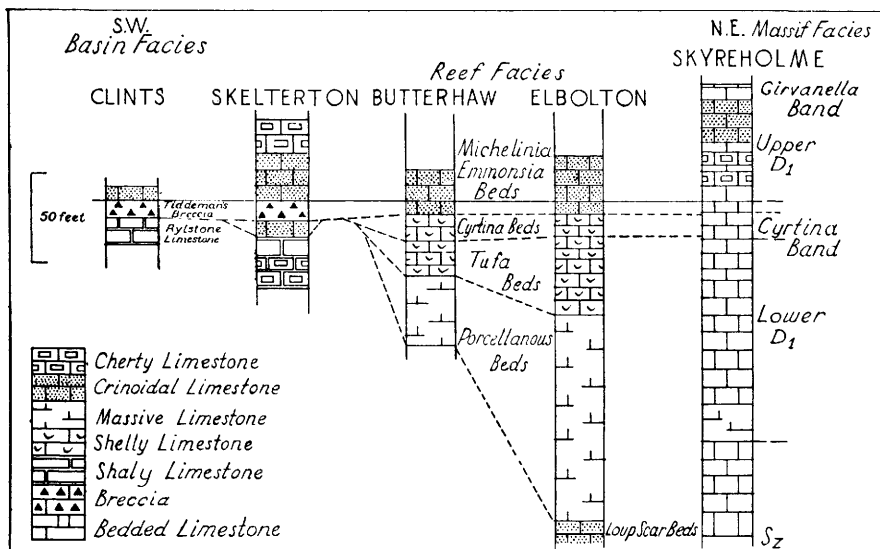 S.W.
Basin Facies
N.E. Massif Facies
Reef Facies
CLINTS
SKELTERTON
BUTTERHAW
ELBOLTON
SKYREHOLME
50 feet
Tiddeman's
Breccia
Rylstone
Limestone
Michelinia
Emmonsia
Beds
Cyrtina Beds
Tufa
Beds
Porcellanous
Beds
Loup Scar Beds
Girvanella
Band
Upper
D1
Cyrtina
Band
Lower
D1
S2
Cherty Limestone
Crinoidal Limestone
Massive Limestone
Shelly Limestone
Shaly Limestone
Breccia
Bedded Limestone